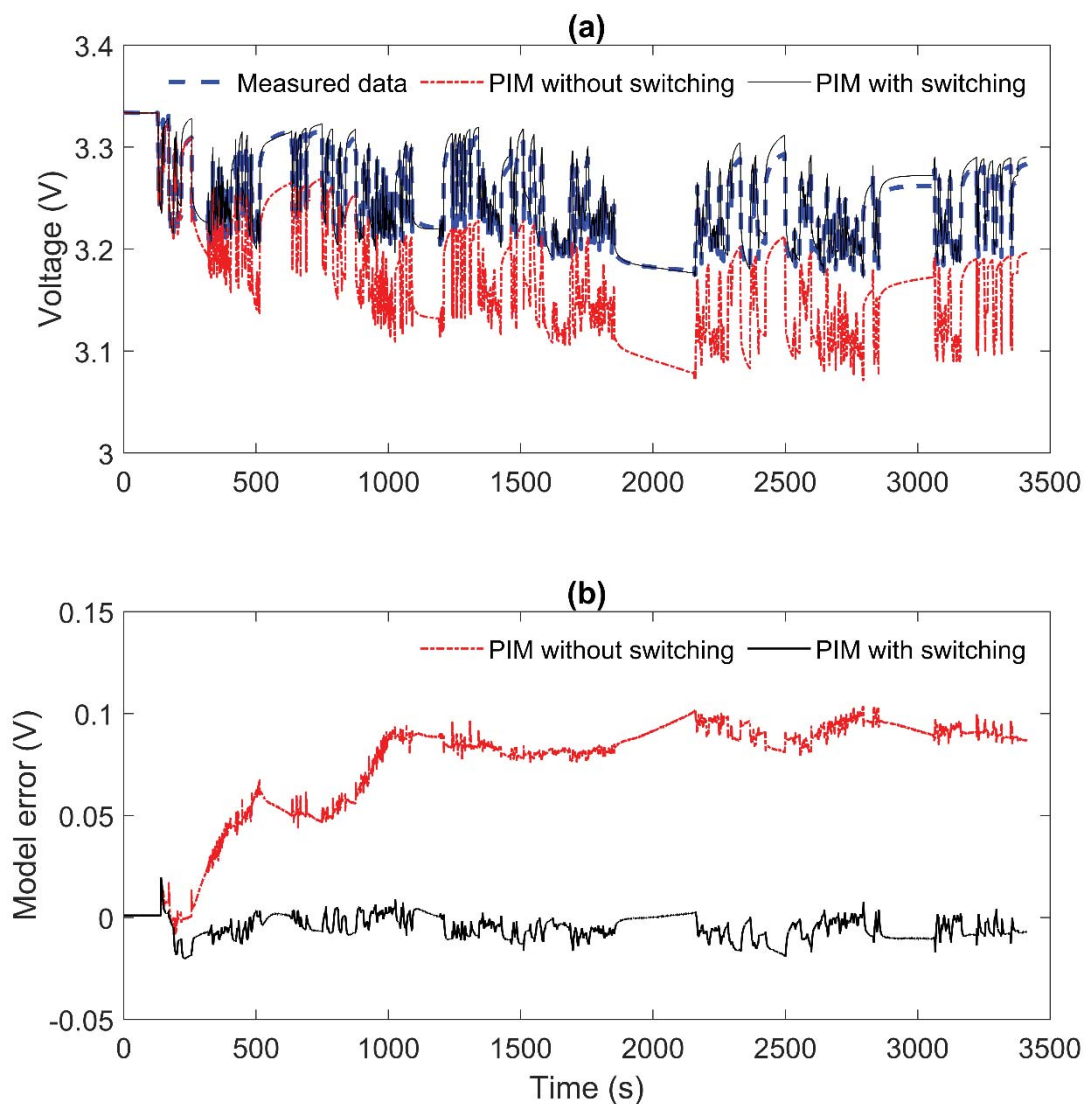 (a)
3.4
Measured data PIM without switching PIM with switching
3.3
3.2
3.1
3
Voltage (V)
0 500 1000 1500 2000 2500 3000 3500
(b)
0.15
PIM without switching PIM with switching
0.1
0.05
0
-0.05
Model error (V)
0 500 1000 1500 2000 2500 3000 3500
Time (s)